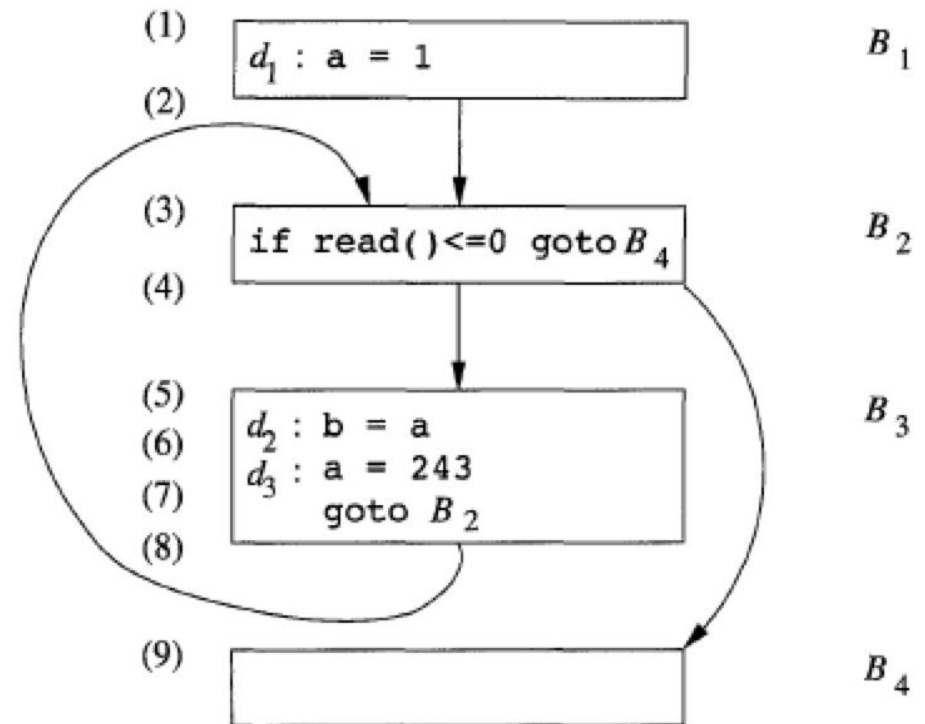 (1)
d1 : a = 1
B1
(2)
(3)
if read()<=0 goto B4
B2
(4)
(5)
d2 : b = a
B3
(6)
d3 : a = 243
(7)
goto B2
(8)
(9)
B4